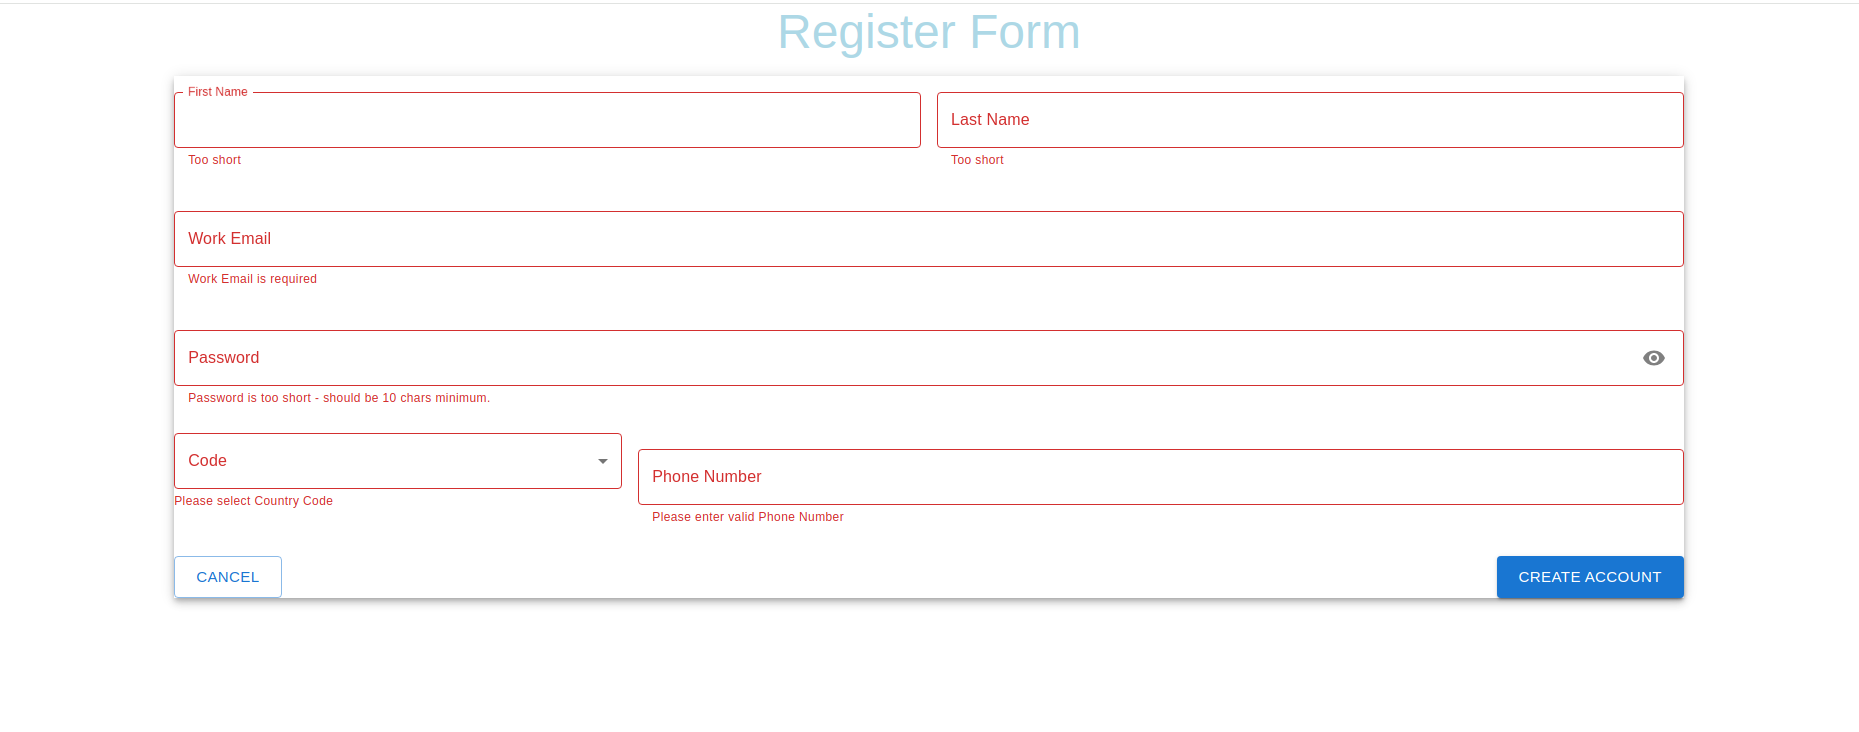 Register Form
First Name
Last Name
Too short
Too short
Work Email
Work Email is required
Password
Password is too short - should be 10 chars minimum.
Code
Phone Number
Please select Country Code
Please enter valid Phone Number
CANCEL
CREATE ACCOUNT